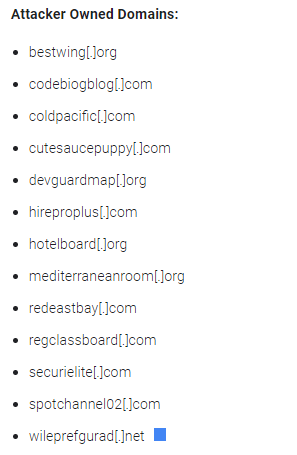 Attacker Owned Domains:
bestwing[.]org
codebiogblog[.]com
coldpacific[.]com
cutesaucepuppy[.]com
devguardmap[.]org
hireproplus[.]com
hotelboard[.]org
mediterraneanroom[.]org
redeastbay[.]com
regclassboard[.]com
securielite[.]com
spotchannel02[.]com
wileprefgurad[.]net